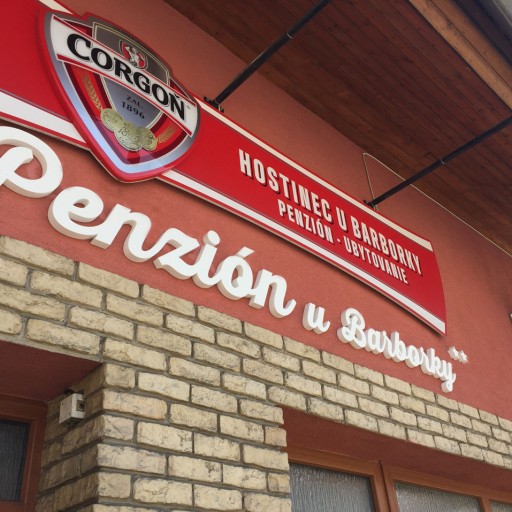 CORGOŇ
ZAL.
1896
HOSTINEC U BARBORKY
PENZIÓN - UBYTOVANIE
Penzión u Barborky **